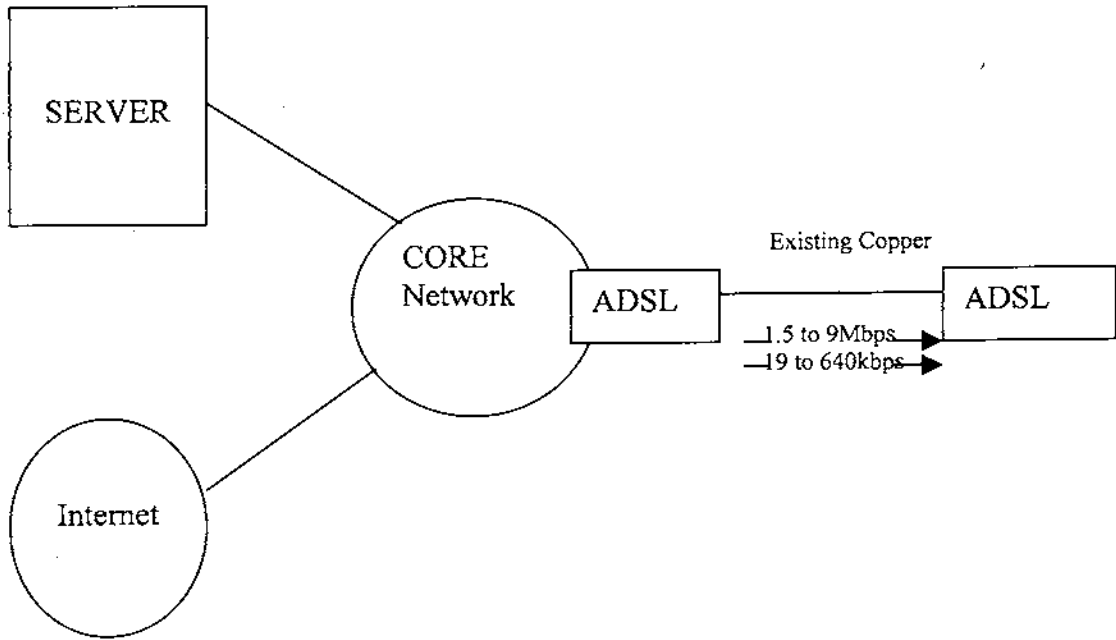 SERVER
CORE
Network
Existing Copper
ADSL
ADSL
1.5 to 9Mbps
19 to 640kbps
Internet